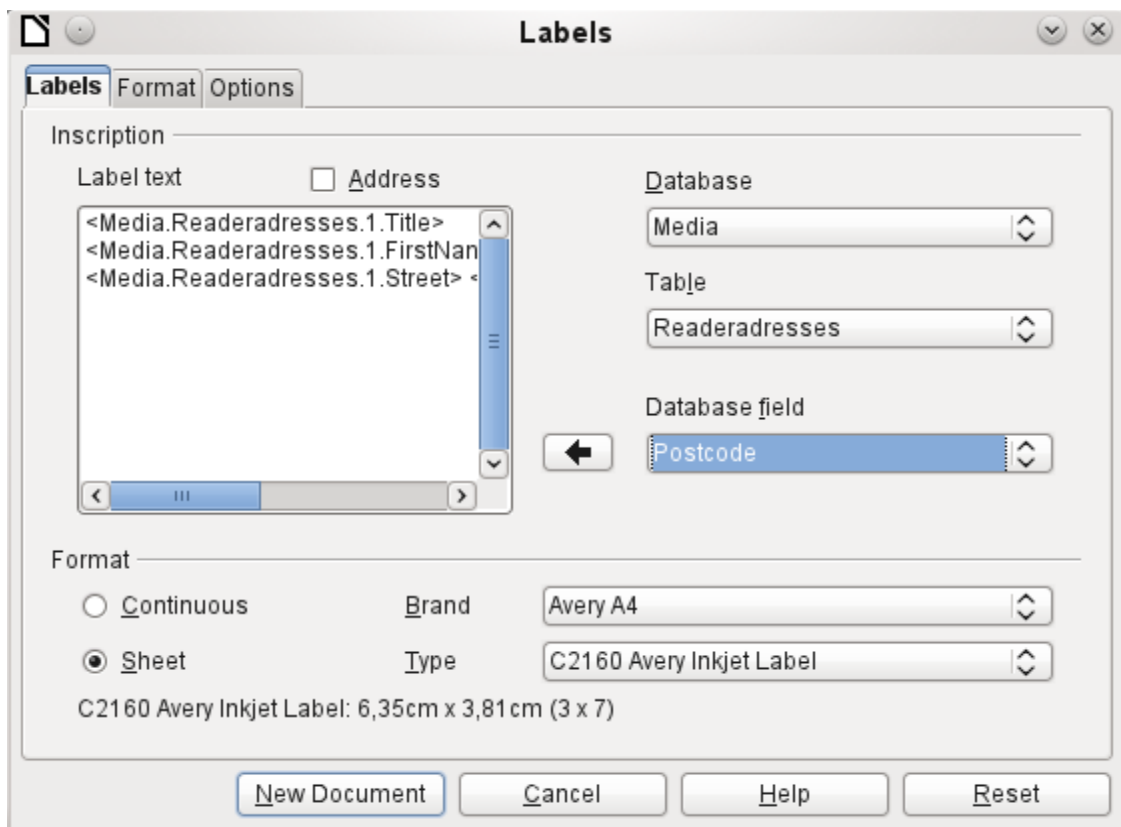 Labels
Labels Format Options
Inscription
Label text Address Database
<Media.Readeradresses.1.Title> Media
<Media.Readeradresses.1.FirstNan
<Media.Readeradresses.1.Street> <
Table
Readeradresses
Database field
Postcode
Format
Continuous Brand Avery A4
Sheet Type C2160 Avery Inkjet Label
C2160 Avery Inkjet Label: 6,35cm x 3,81cm (3 x 7)
New Document Cancel Help Reset